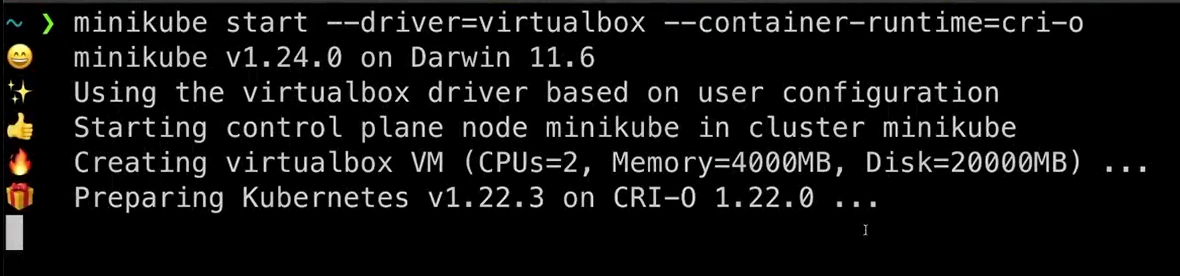 ~ ❯ minikube start --driver=virtualbox --container-runtime=cri-o
😄 minikube v1.24.0 on Darwin 11.6
✨ Using the virtualbox driver based on user configuration
👍 Starting control plane node minikube in cluster minikube
🔥 Creating virtualbox VM (CPUs=2, Memory=4000MB, Disk=20000MB) ...
🎁 Preparing Kubernetes v1.22.3 on CRI-O 1.22.0 ...